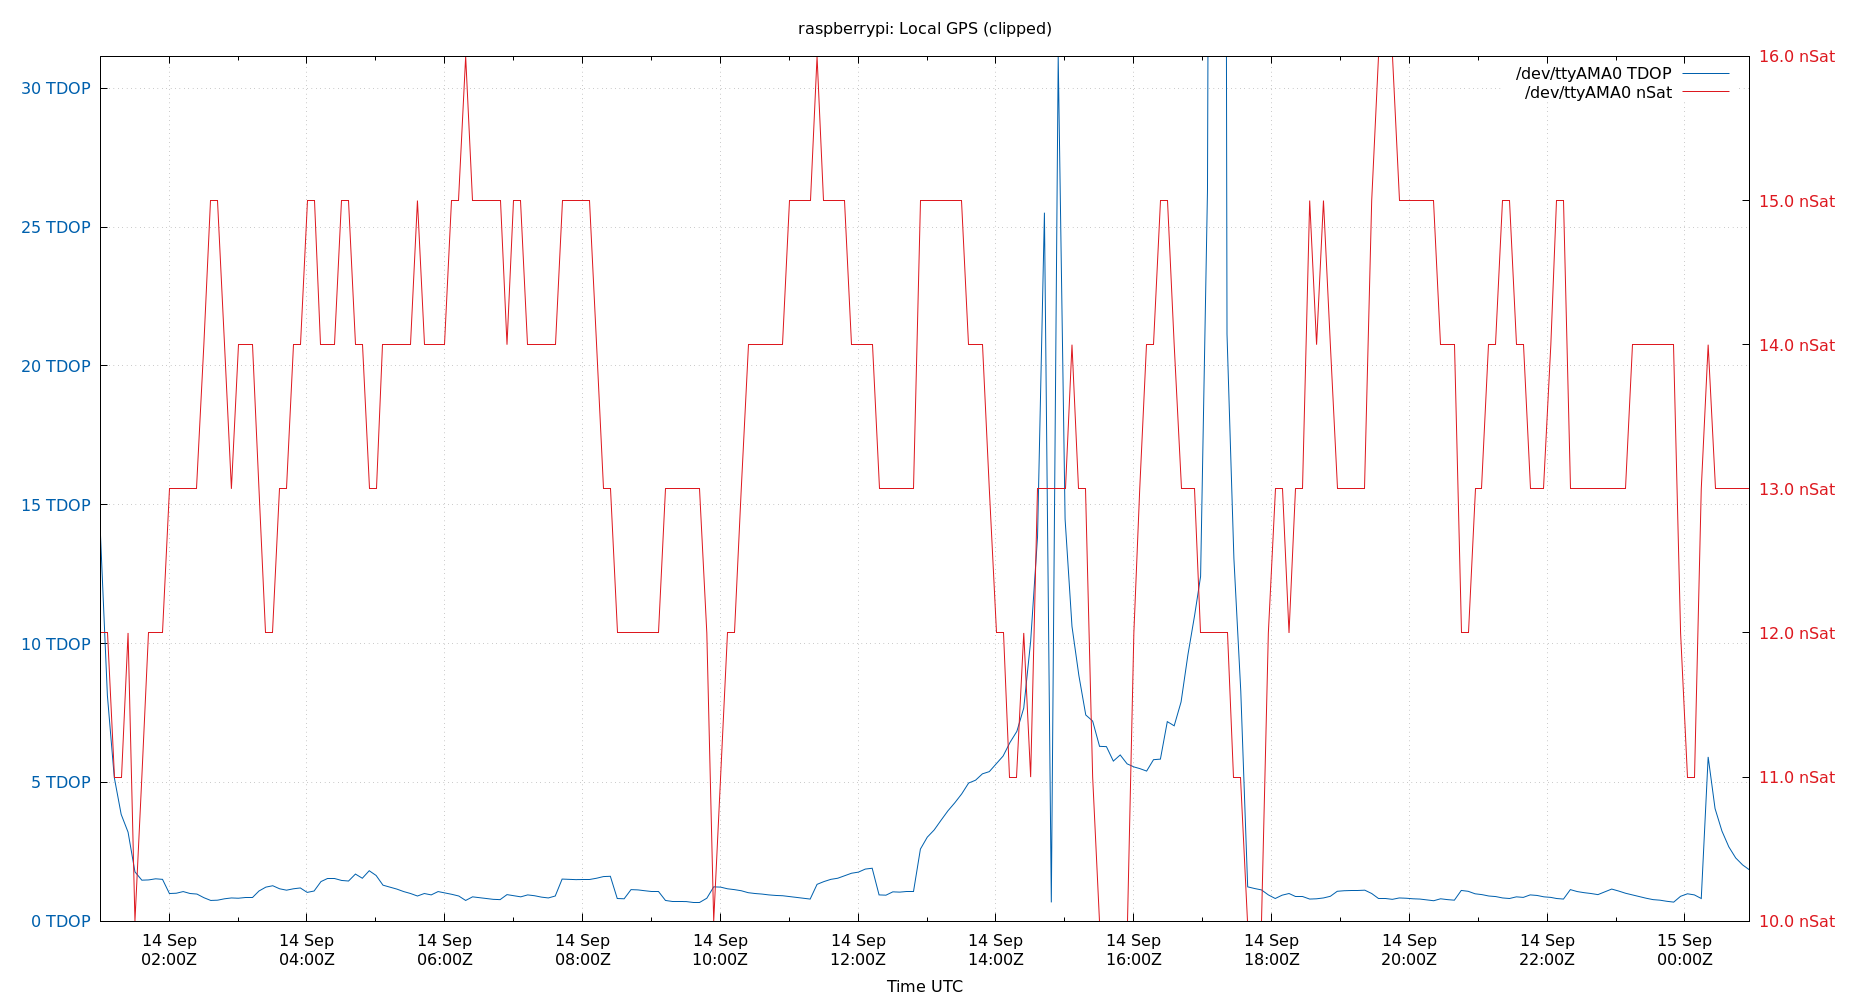 raspberrypi: Local GPS (clipped)
/dev/ttyAMA0 TDOP
/dev/ttyAMA0 nSat
30 TDOP
25 TDOP
20 TDOP
15 TDOP
10 TDOP
5 TDOP
0 TDOP
16.0 nSat
15.0 nSat
14.0 nSat
13.0 nSat
12.0 nSat
11.0 nSat
10.0 nSat
14 Sep
02:00Z
14 Sep
04:00Z
14 Sep
06:00Z
14 Sep
08:00Z
14 Sep
10:00Z
14 Sep
12:00Z
14 Sep
14:00Z
14 Sep
16:00Z
14 Sep
18:00Z
14 Sep
20:00Z
14 Sep
22:00Z
15 Sep
00:00Z
Time UTC